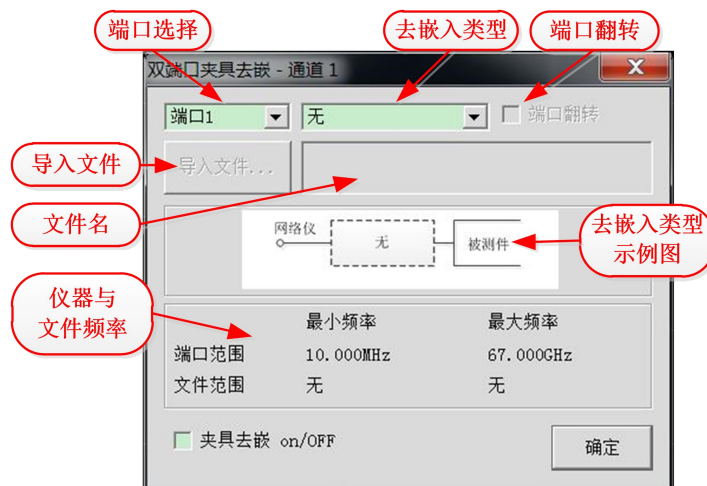 端口选择
去嵌入类型
端口翻转
双端口夹具去嵌 - 通道 1
端口1
无
端口翻转
导入文件
导入文件...
文件名
网络仪
无
被测件
去嵌入类型
示例图
仪器与
文件频率
最小频率 最大频率
端口范围 10.000MHz 67.000GHz
文件范围 无 无
夹具去嵌 on/OFF
确定